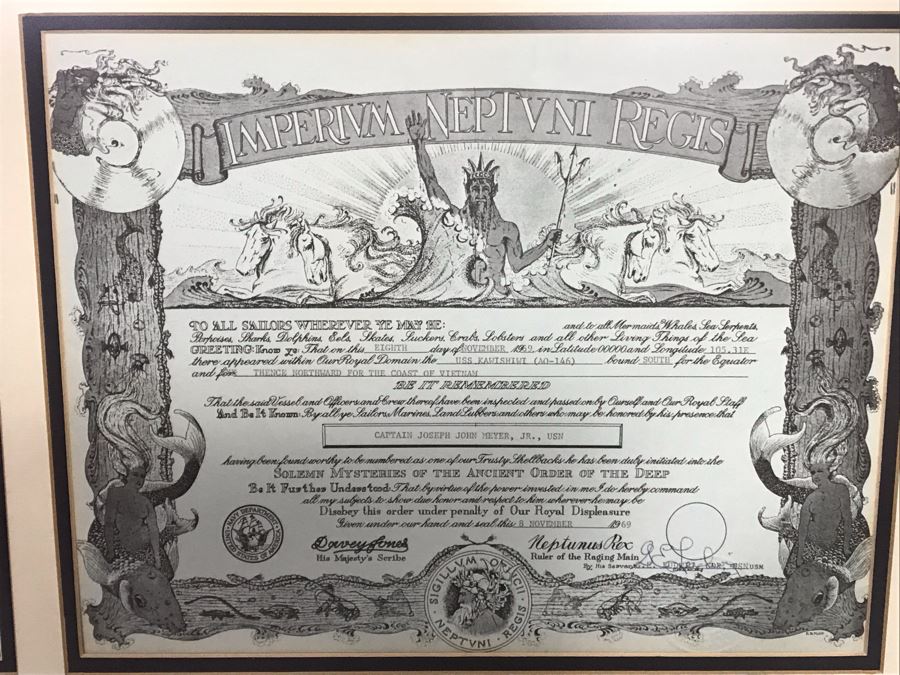 IMPERIVM NEPTVNI REGIS
TO ALL SAILORS WHEREVER YE MAY BE: and to all Mermaids, Whales, Sea Serpents,
Porpoises, Sharks, Dolphins, Eels, Skates, Suckers, Crabs, Lobsters and all other Living Things of the Sea
GREETING: Know ye: That on this EIGHTH day of NOVEMBER 1969 in Latitude 00000 and Longitude 105.31E
there appeared within Our Royal Domain the USS KAWISHIWI (AO-146) bound SOUTH for the Equator
and for THENCE NORTHWARD FOR THE COAST OF VIETNAM
BE IT REMEMBERED
That the said Vessel and Officers and Crew thereof have been inspected and passed on by Ourself and Our Royal Staff
And Be It Known: By all ye Sailors, Marines, Land Lubbers and others who may be honored by his presence that
CAPTAIN JOSEPH JOHN MEYER, JR., USN
having been found worthy to be numbered as one of our Trusty Shellbacks he has been duly initiated into the
SOLEMN MYSTERIES OF THE ANCIENT ORDER OF THE DEEP
Be It Further Understood: That by virtue of the power invested in me I do hereby command
all my subjects to show due honor and respect to him wherever he may be
Disobey this order under penalty of Our Royal Displeasure
Given under our hand and seal this 8 NOVEMBER 1969
NAVY DEPARTMENT
UNITED STATES OF AMERICA
Davey Jones
His Majesty's Scribe
Neptunus Rex
Ruler of the Raging Main
By His Servant USN USN
SIGILLVM PONTICII NEPTVNI REGIS